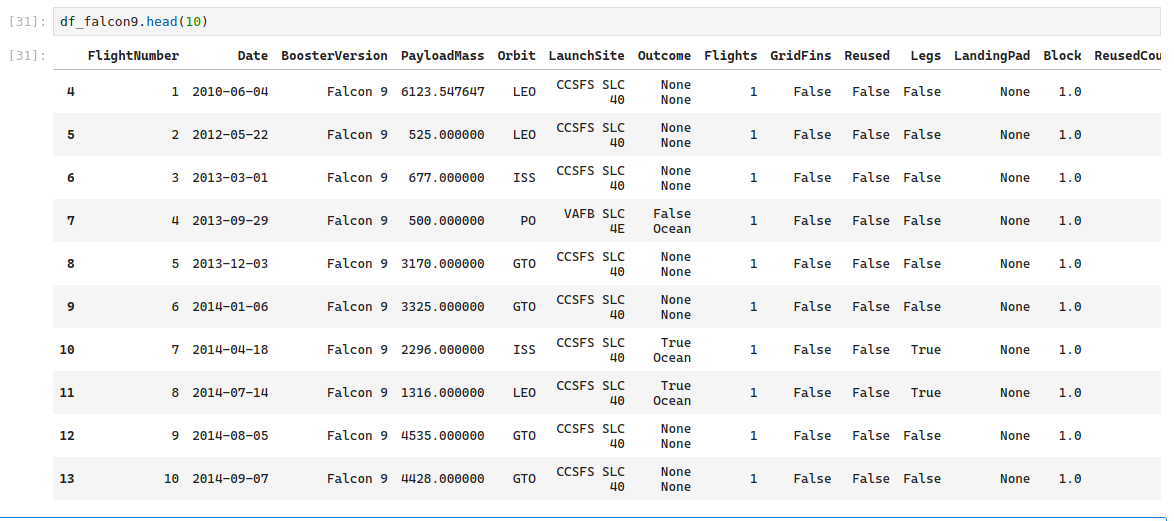 [31]: df_falcon9.head(10)
[31]: FlightNumber Date BoosterVersion PayloadMass Orbit LaunchSite Outcome Flights GridFins Reused Legs LandingPad Block ReusedCou
4 1 2010-06-04 Falcon 9 6123.547647 LEO CCSFS SLC 40 None None 1 False False False None 1.0
5 2 2012-05-22 Falcon 9 525.000000 LEO CCSFS SLC 40 None None 1 False False False None 1.0
6 3 2013-03-01 Falcon 9 677.000000 ISS CCSFS SLC 40 None None 1 False False False None 1.0
7 4 2013-09-29 Falcon 9 500.000000 PO VAFB SLC 4E False Ocean 1 False False False None 1.0
8 5 2013-12-03 Falcon 9 3170.000000 GTO CCSFS SLC 40 None None 1 False False False None 1.0
9 6 2014-01-06 Falcon 9 3325.000000 GTO CCSFS SLC 40 None None 1 False False False None 1.0
10 7 2014-04-18 Falcon 9 2296.000000 ISS CCSFS SLC 40 True Ocean 1 False False True None 1.0
11 8 2014-07-14 Falcon 9 1316.000000 LEO CCSFS SLC 40 True Ocean 1 False False True None 1.0
12 9 2014-08-05 Falcon 9 4535.000000 GTO CCSFS SLC 40 None None 1 False False False None 1.0
13 10 2014-09-07 Falcon 9 4428.000000 GTO CCSFS SLC 40 None None 1 False False False None 1.0